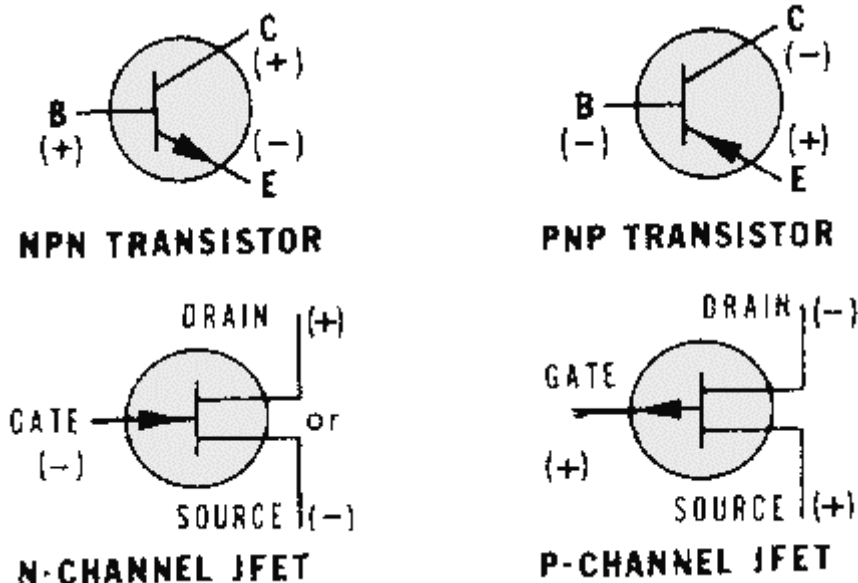 C
(+)
B
(+)
(-)
E
NPN TRANSISTOR
C
(-)
B
(-)
(+)
E
PNP TRANSISTOR
DRAIN (+)
GATE
(-)
or
SOURCE (-)
N-CHANNEL JFET
DRAIN (-)
GATE
(+)
SOURCE (+)
P-CHANNEL JFET